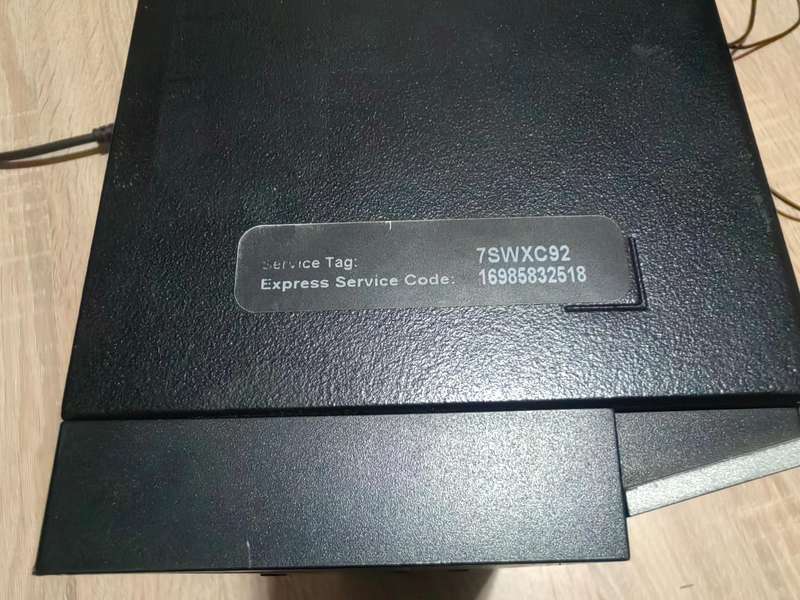 Service Tag: 7SWXC92
Express Service Code: 16985832518